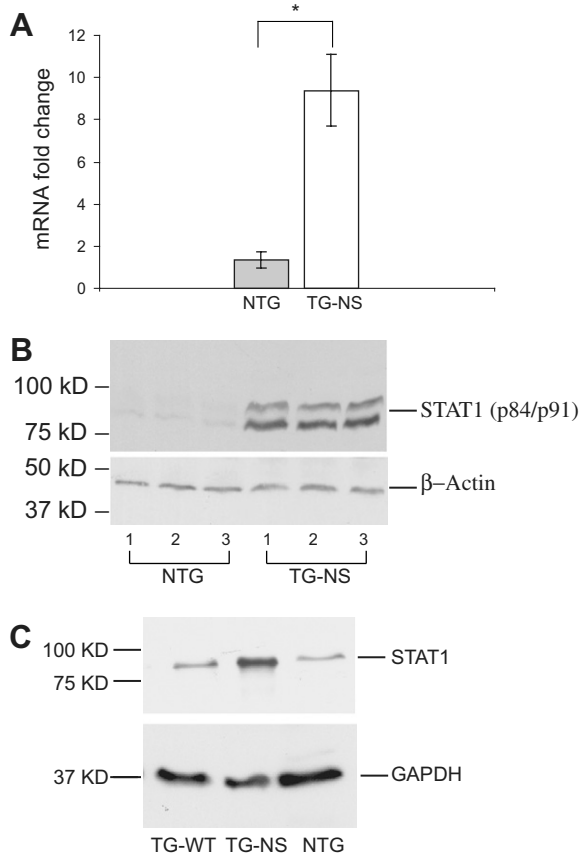 A
*
mRNA fold change
12
10
8
6
4
2
0
NTG
TG-NS
B
100 kD
75 kD
50 kD
37 kD
STAT1 (p84/p91)
β–Actin
1 2 3 1 2 3
NTG TG-NS
C
100 KD
75 KD
STAT1
37 KD
GAPDH
TG-WT TG-NS NTG